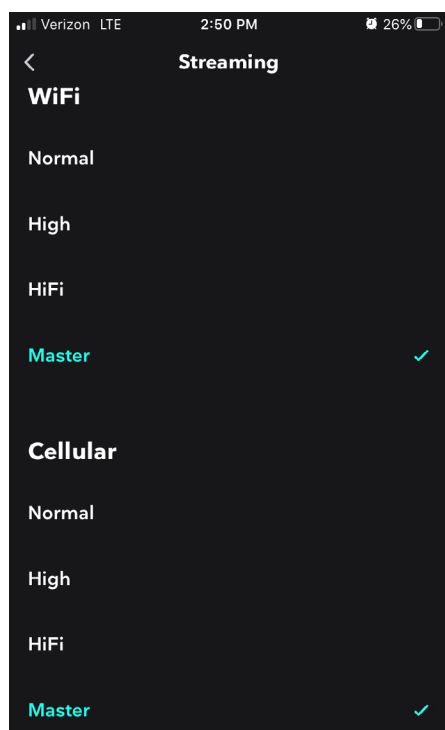 Verizon LTE 2:50 PM 26%
Streaming
WiFi
Normal
High
HiFi
Master
Cellular
Normal
High
HiFi
Master